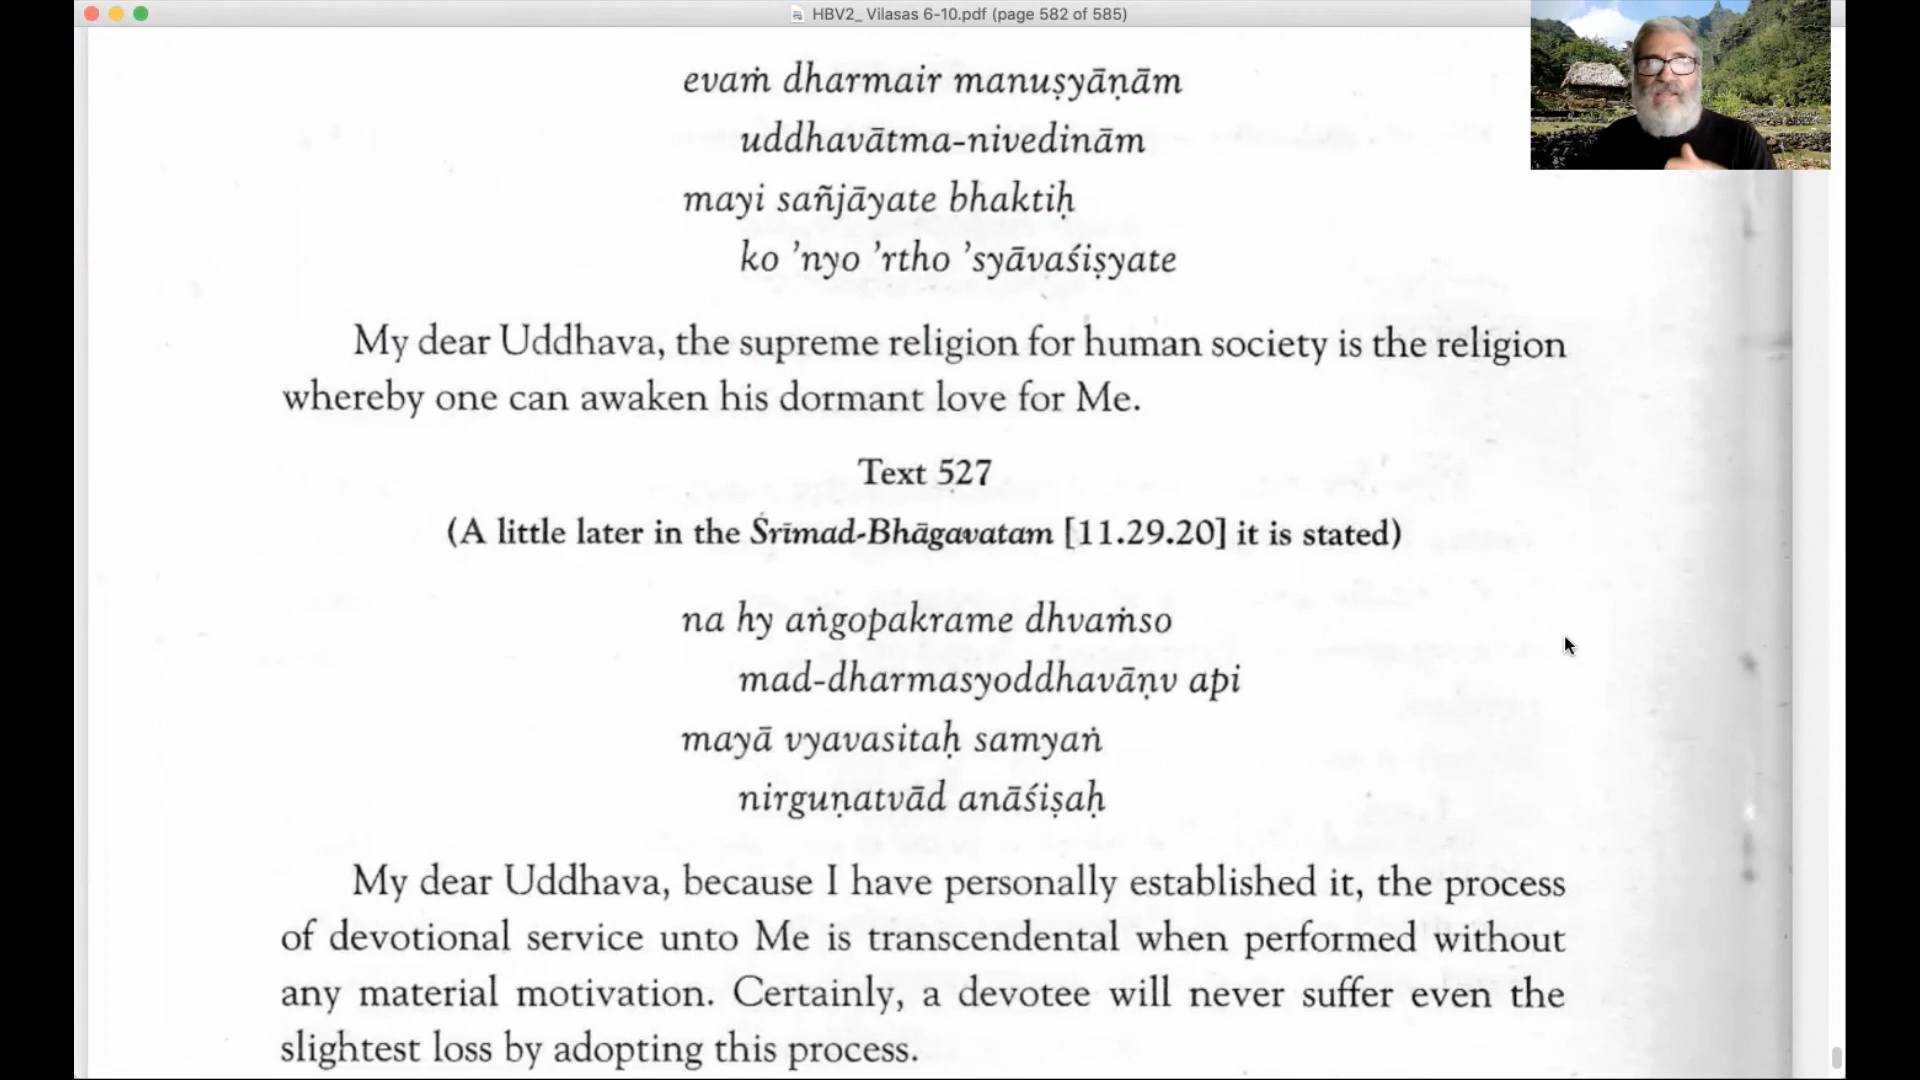 HBV2_ Vilasas 6-10.pdf (page 582 of 585)
evaṁ dharmair manuṣyāṇām
uddhavātma-nivedinām
mayi sañjāyate bhaktiḥ
ko ’nyo ’rtho ’syāvaśiṣyate
My dear Uddhava, the supreme religion for human society is the religion
whereby one can awaken his dormant love for Me.
Text 527
(A little later in the Śrīmad-Bhāgavatam [11.29.20] it is stated)
na hy aṅgopakrame dhvaṁso
mad-dharmasyoddhavāṇv api
mayā vyavasitaḥ samyaṅ
nirguṇatvād anāśiṣaḥ
My dear Uddhava, because I have personally established it, the process
of devotional service unto Me is transcendental when performed without
any material motivation. Certainly, a devotee will never suffer even the
slightest loss by adopting this process.